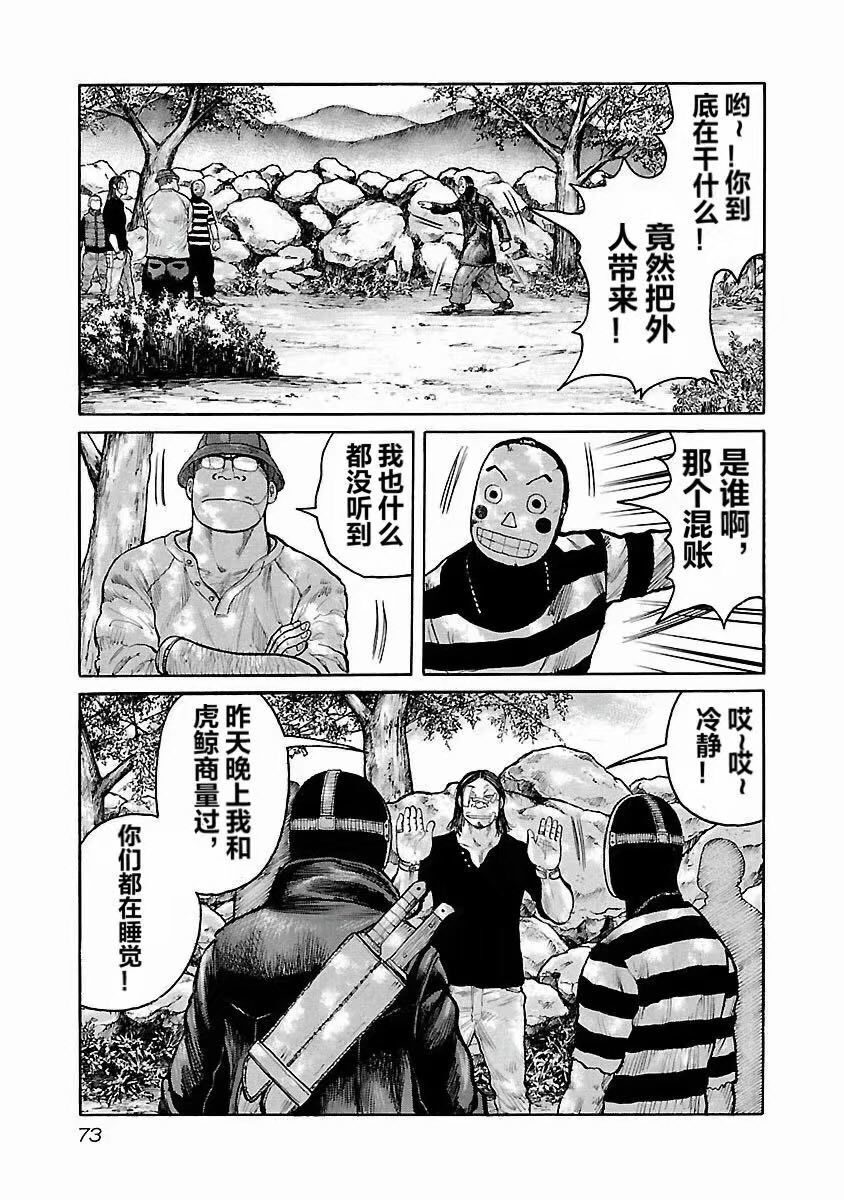 哟~！你到
底在干什么！
竟然把外
人带来！
是谁啊，
那个混账
我也什么
都没听到
哎~哎~
冷静！
昨天晚上我和
虎鲸商量过，
你们都在睡觉！
73